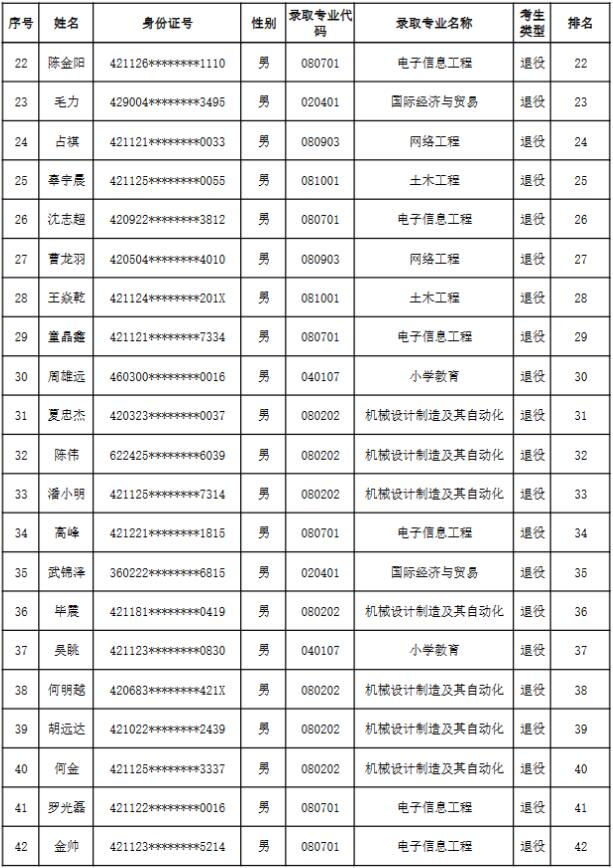 序号 姓名 身份证号 性别 录取专业代码 录取专业名称 考生类型 排名
22 陈金阳 421126********1110 男 080701 电子信息工程 退役 22
23 毛力 429004********3495 男 020401 国际经济与贸易 退役 23
24 占祺 421121********0033 男 080903 网络工程 退役 24
25 辜宇晨 421125********0055 男 081001 土木工程 退役 25
26 沈志超 420922********3812 男 080701 电子信息工程 退役 26
27 曹龙羽 420504********4010 男 080903 网络工程 退役 27
28 王焱乾 421124********201X 男 081001 土木工程 退役 28
29 童晶鑫 421121********7334 男 080701 电子信息工程 退役 29
30 周雄远 460300********0016 男 040107 小学教育 退役 30
31 夏忠杰 420323********0037 男 080202 机械设计制造及其自动化 退役 31
32 陈伟 622425********6039 男 080202 机械设计制造及其自动化 退役 32
33 潘小明 421125********7314 男 080202 机械设计制造及其自动化 退役 33
34 高峰 421221********1815 男 080701 电子信息工程 退役 34
35 武锦泽 360222********6815 男 020401 国际经济与贸易 退役 35
36 毕震 421181********0419 男 080202 机械设计制造及其自动化 退役 36
37 吴眺 421123********0830 男 040107 小学教育 退役 37
38 何明越 420683********421X 男 080202 机械设计制造及其自动化 退役 38
39 胡远达 421022********2439 男 080202 机械设计制造及其自动化 退役 39
40 何金 421125********3337 男 080202 机械设计制造及其自动化 退役 40
41 罗光磊 421122********0016 男 080701 电子信息工程 退役 41
42 金帅 421123********5214 男 080701 电子信息工程 退役 42